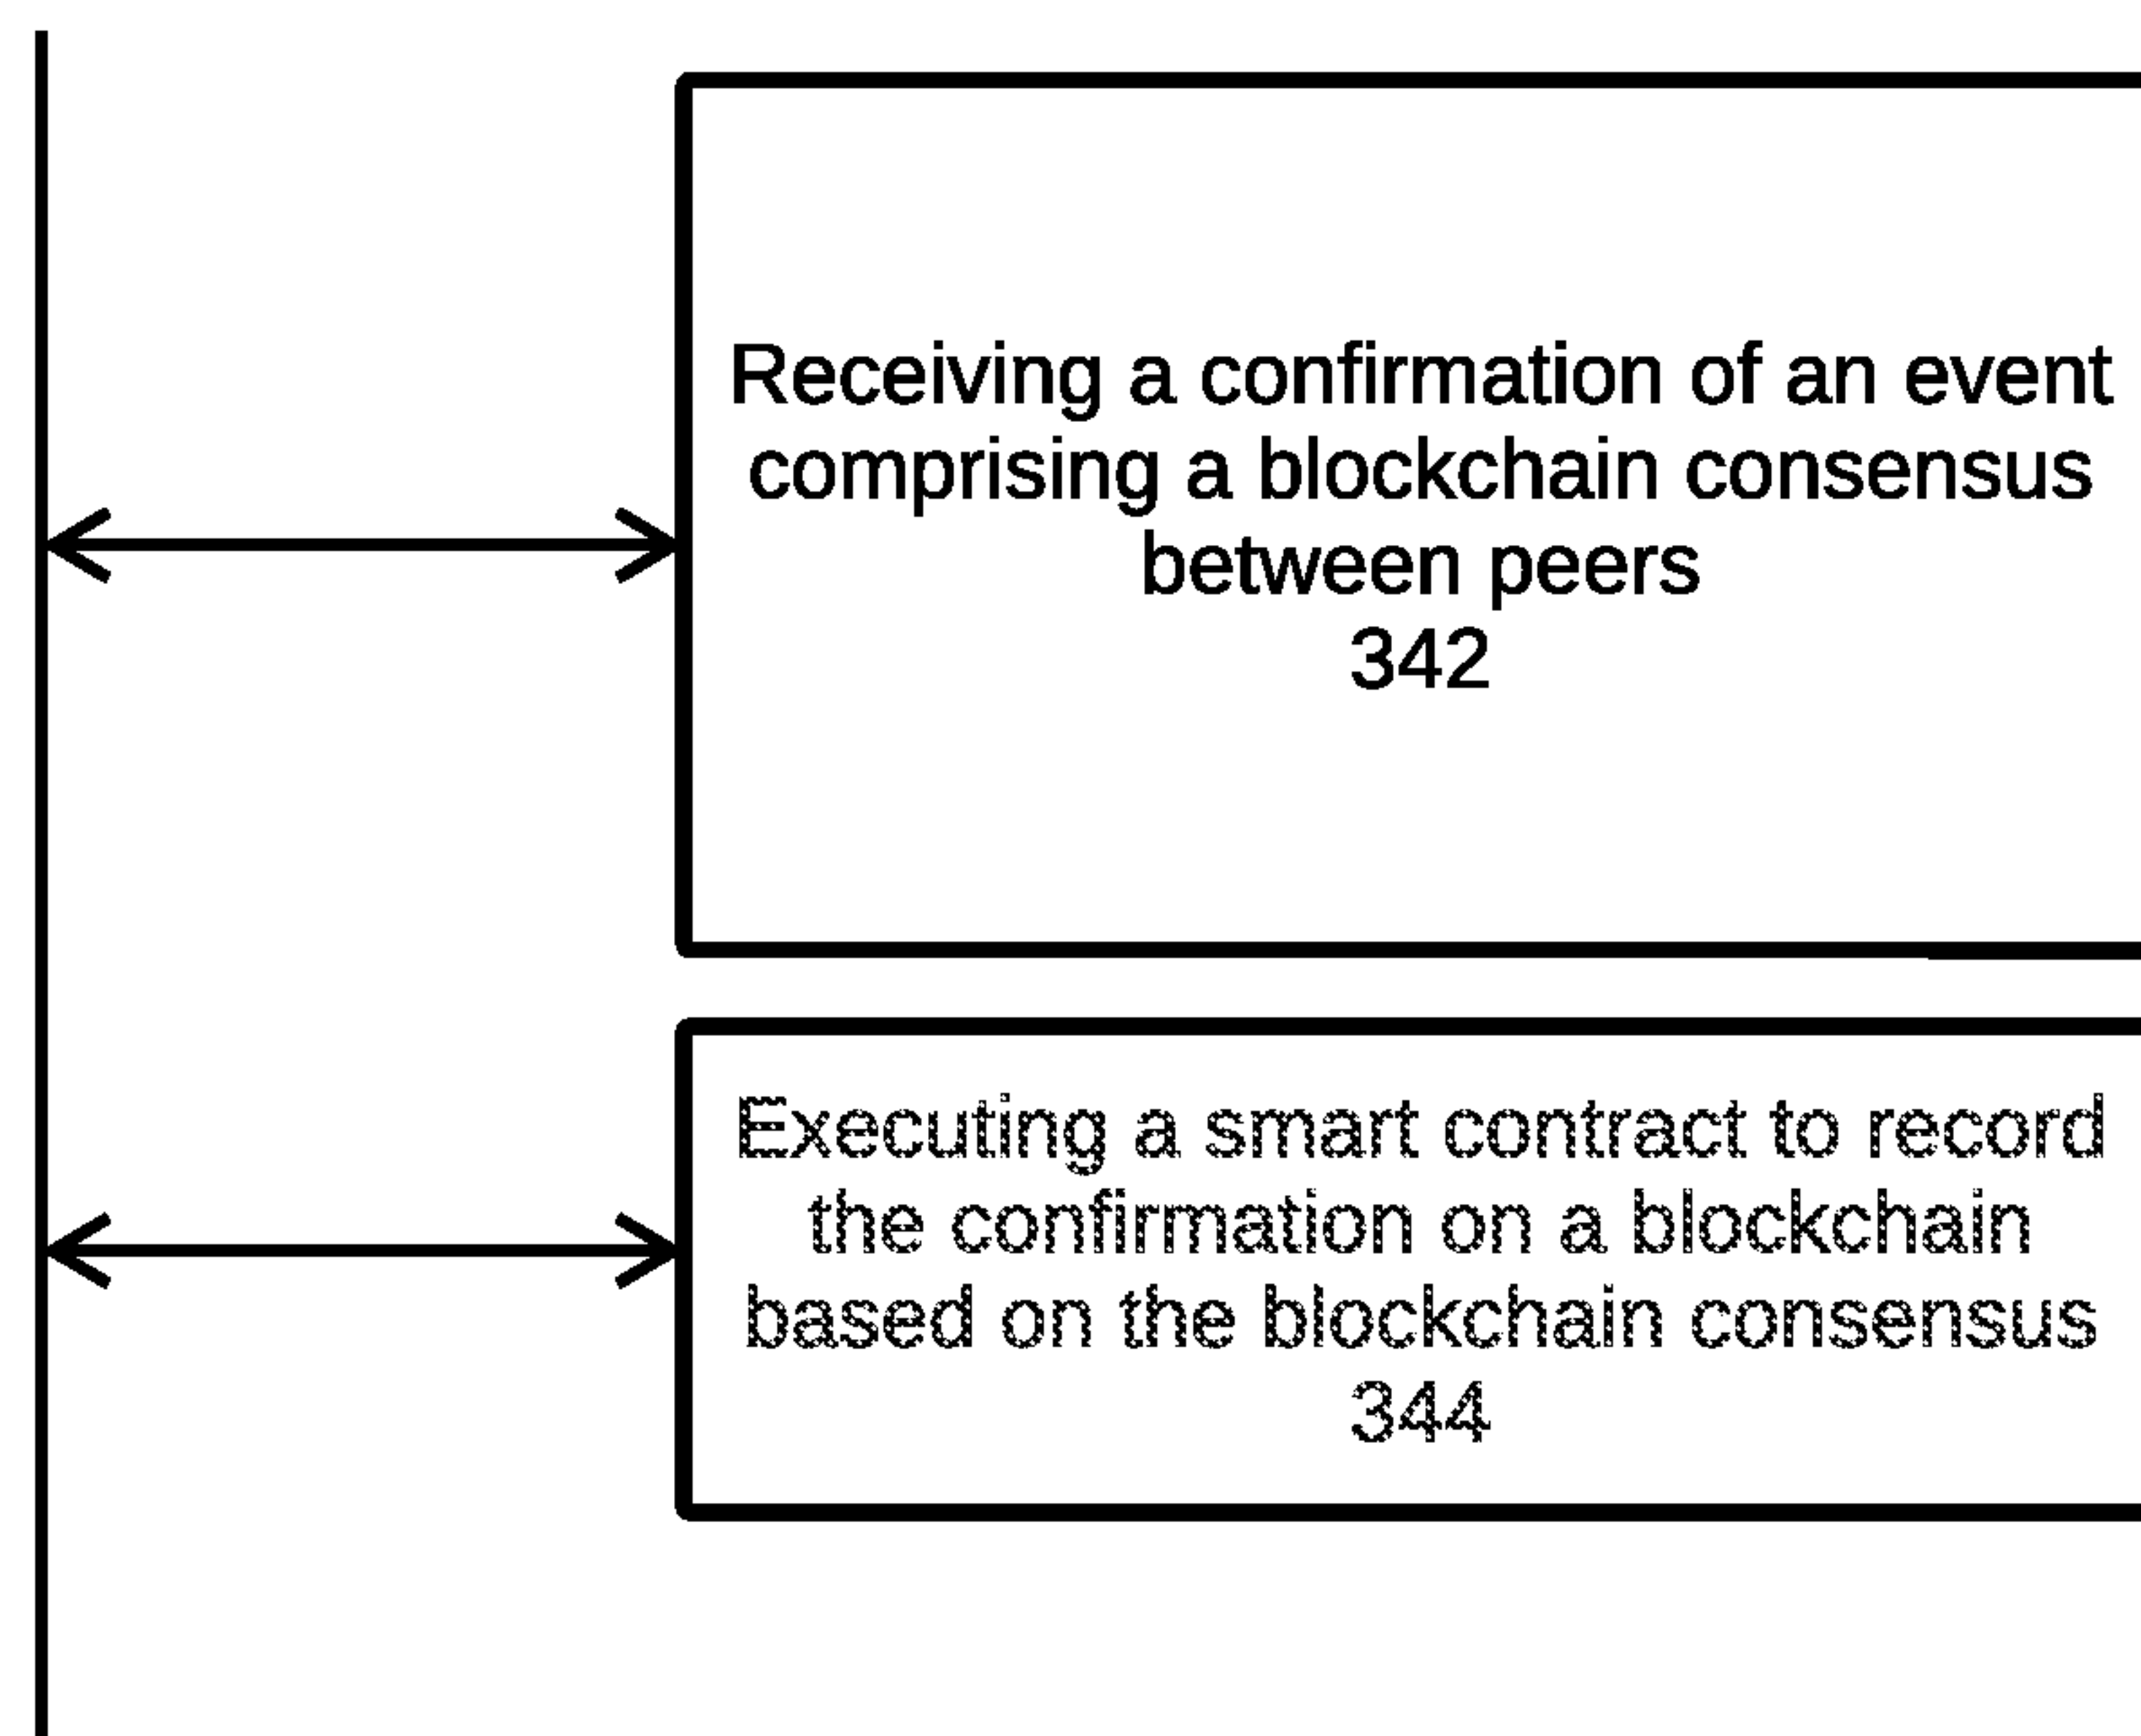 Receiving a confirmation of an event
comprising a blockchain consensus
between peers
342
Executing a smart contract to record
the confirmation on a blockchain
based on the blockchain consensus
344